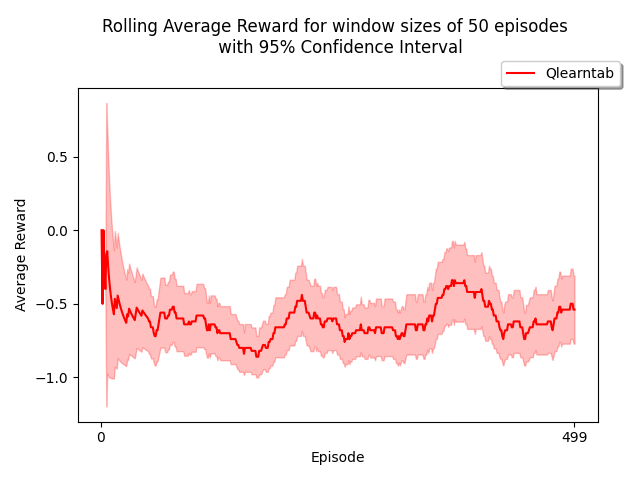 Rolling Average Reward for window sizes of 50 episodes
with 95% Confidence Interval
Qlearntab
0.5
0.0
−0.5
−1.0
Average Reward
0
499
Episode